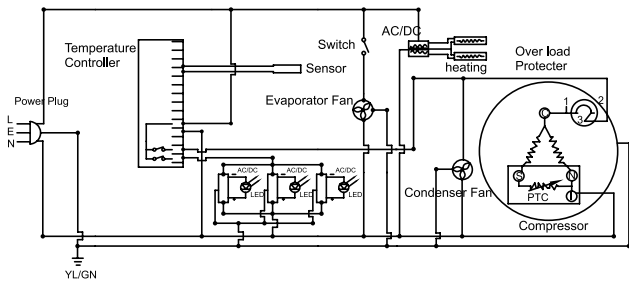 AC/DC
Temperature
Controller
Switch
Over load
Protecter
Sensor
heating
Power Plug
Evaporator Fan
1
2
3
L
E
N
AC/DC
AC/DC
AC/DC
LED
LED
LED
Condenser Fan
S
N
PTC
Compressor
YL/GN